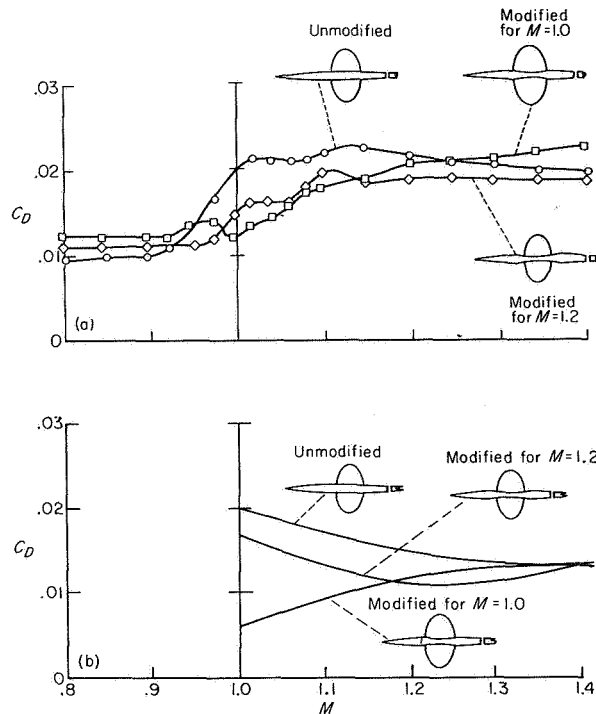 Unmodified
Modified
for M=1.0
.03
.02
C_D
.01
Modified
for M=1.2
(a)
0
.03
Unmodified
Modified for M=1.2
.02
C_D
.01
Modified for M=1.0
(b)
0
.8
.9
1.0
1.1
1.2
1.3
1.4
M